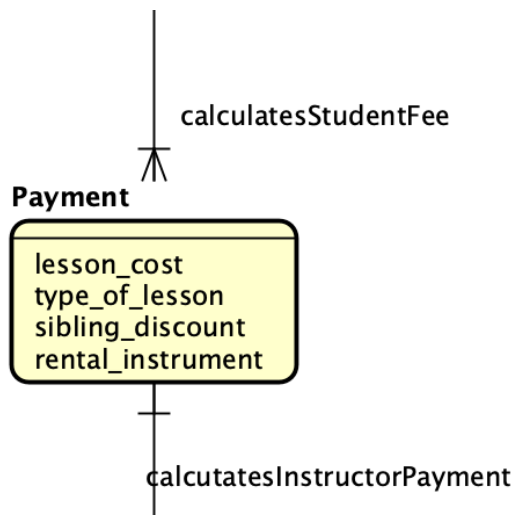 calculatesStudentFee
Payment
lesson_cost
type_of_lesson
sibling_discount
rental_instrument
calcutatesInstructorPayment